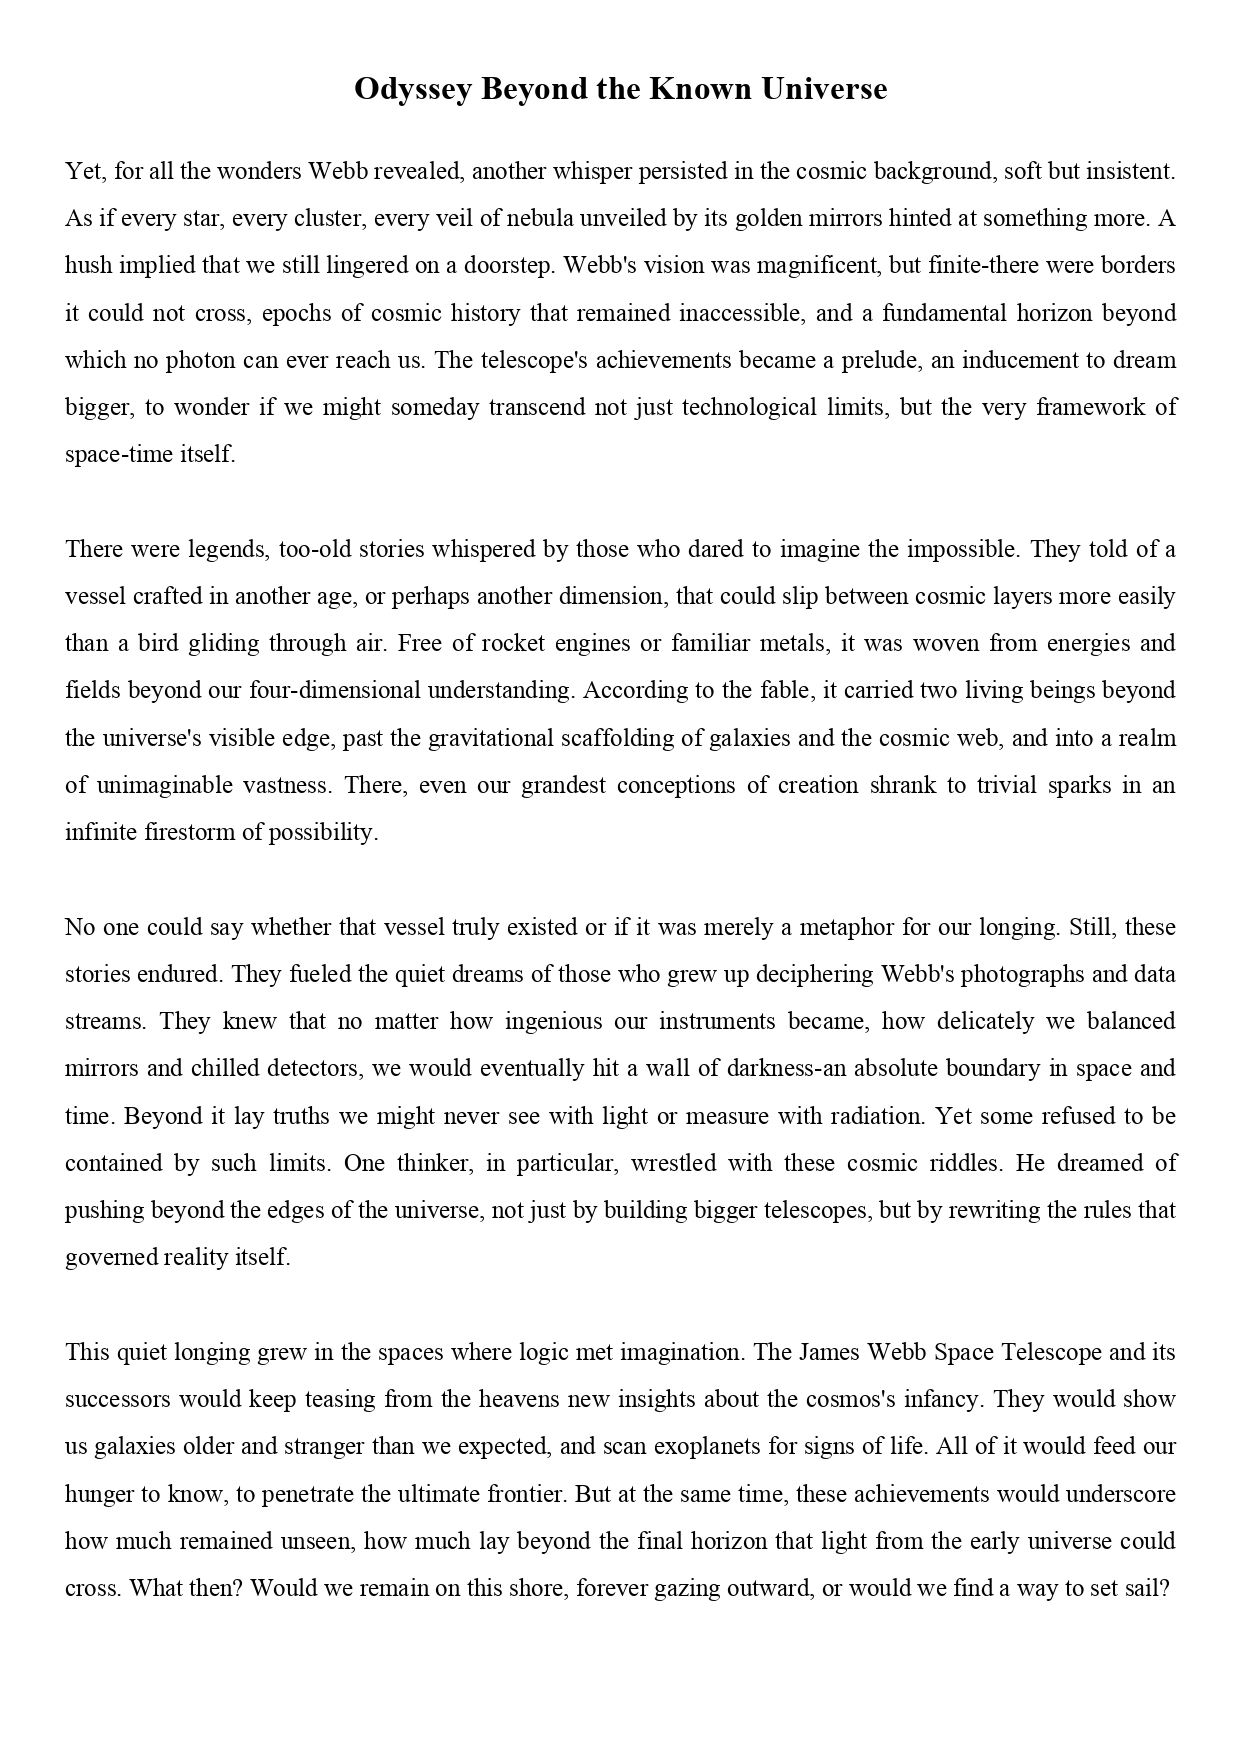 Odyssey Beyond the Known Universe
Yet, for all the wonders Webb revealed, another whisper persisted in the cosmic background, soft but insistent.
As if every star, every cluster, every veil of nebula unveiled by its golden mirrors hinted at something more. A
hush implied that we still lingered on a doorstep. Webb's vision was magnificent, but finite-there were borders
it could not cross, epochs of cosmic history that remained inaccessible, and a fundamental horizon beyond
which no photon can ever reach us. The telescope's achievements became a prelude, an inducement to dream
bigger, to wonder if we might someday transcend not just technological limits, but the very framework of
space-time itself.
There were legends, too-old stories whispered by those who dared to imagine the impossible. They told of a
vessel crafted in another age, or perhaps another dimension, that could slip between cosmic layers more easily
than a bird gliding through air. Free of rocket engines or familiar metals, it was woven from energies and
fields beyond our four-dimensional understanding. According to the fable, it carried two living beings beyond
the universe's visible edge, past the gravitational scaffolding of galaxies and the cosmic web, and into a realm
of unimaginable vastness. There, even our grandest conceptions of creation shrank to trivial sparks in an
infinite firestorm of possibility.
No one could say whether that vessel truly existed or if it was merely a metaphor for our longing. Still, these
stories endured. They fueled the quiet dreams of those who grew up deciphering Webb's photographs and data
streams. They knew that no matter how ingenious our instruments became, how delicately we balanced
mirrors and chilled detectors, we would eventually hit a wall of darkness-an absolute boundary in space and
time. Beyond it lay truths we might never see with light or measure with radiation. Yet some refused to be
contained by such limits. One thinker, in particular, wrestled with these cosmic riddles. He dreamed of
pushing beyond the edges of the universe, not just by building bigger telescopes, but by rewriting the rules that
governed reality itself.
This quiet longing grew in the spaces where logic met imagination. The James Webb Space Telescope and its
successors would keep teasing from the heavens new insights about the cosmos's infancy. They would show
us galaxies older and stranger than we expected, and scan exoplanets for signs of life. All of it would feed our
hunger to know, to penetrate the ultimate frontier. But at the same time, these achievements would underscore
how much remained unseen, how much lay beyond the final horizon that light from the early universe could
cross. What then? Would we remain on this shore, forever gazing outward, or would we find a way to set sail?